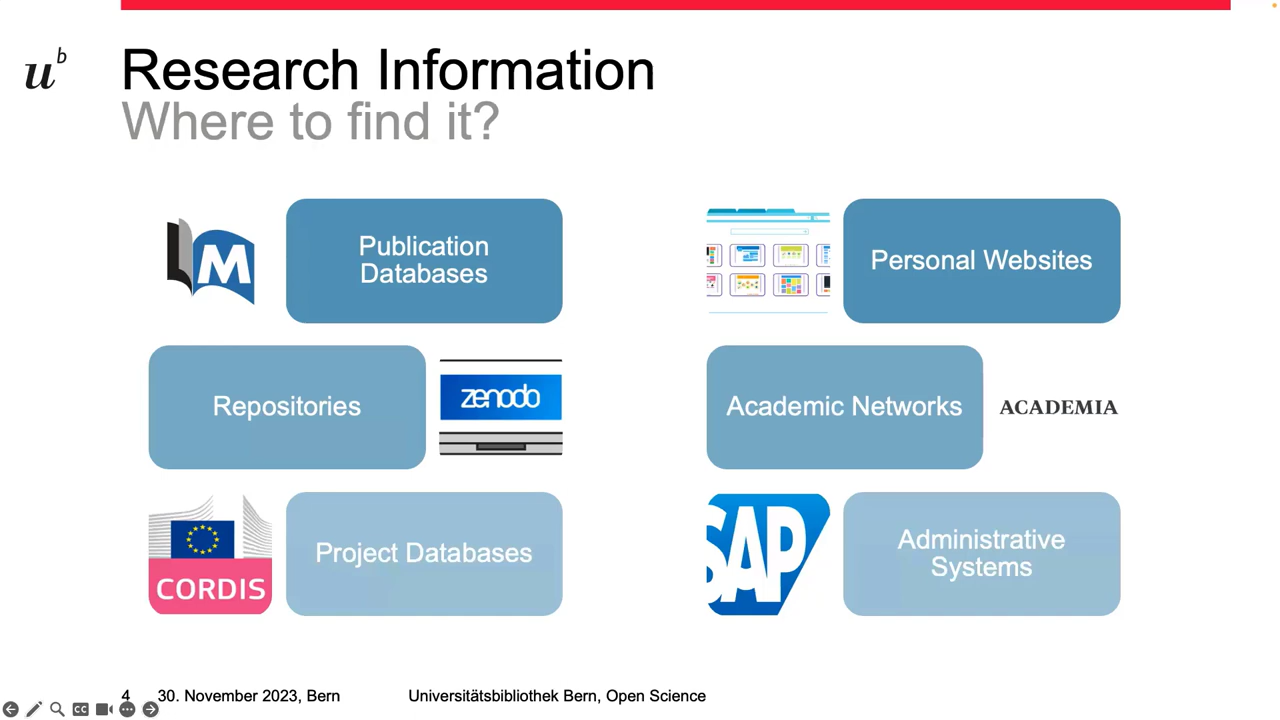 u b
Research Information
Where to find it?
M
Publication
Databases
Personal Websites
Repositories
zenodo
Academic Networks
ACADEMIA
CORDIS
Project Databases
SAP
Administrative
Systems
4 30. November 2023, Bern Universitätsbibliothek Bern, Open Science
CC